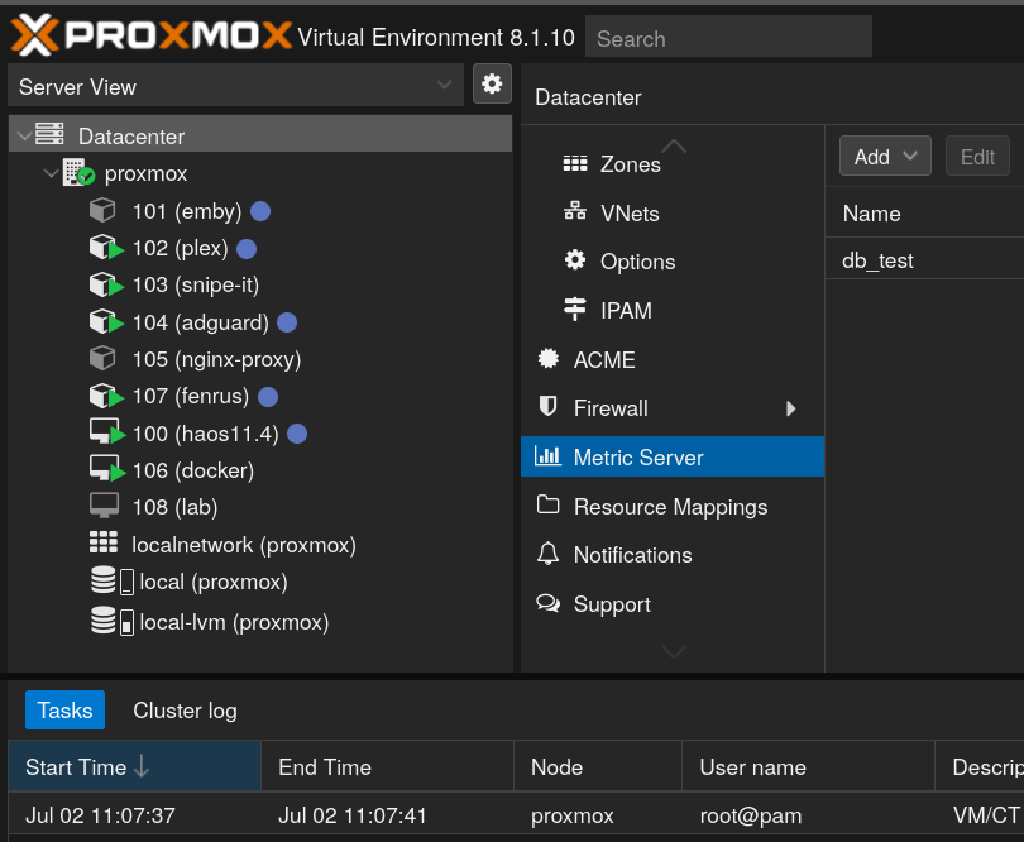 PROXMOX Virtual Environment 8.1.10 Search
Server View
Datacenter
proxmox
101 (emby)
102 (plex)
103 (snipe-it)
104 (adguard)
105 (nginx-proxy)
107 (fenrus)
100 (haos11.4)
106 (docker)
108 (lab)
localnetwork (proxmox)
local (proxmox)
local-lvm (proxmox)
Datacenter
Zones
VNets
Options
IPAM
ACME
Firewall
Metric Server
Resource Mappings
Notifications
Support
Add Edit
Name
db_test
Tasks Cluster log
Start Time End Time Node User name Descrip
Jul 02 11:07:37 Jul 02 11:07:41 proxmox root@pam VM/CT